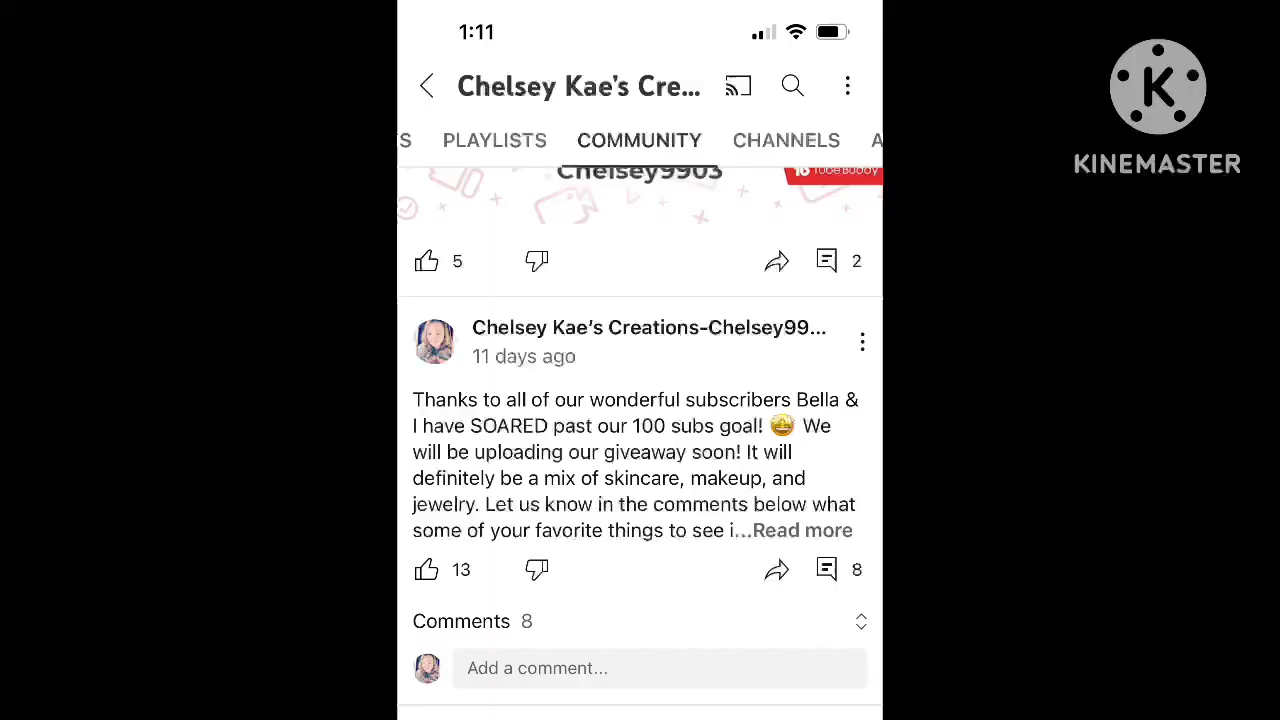 1:11
Chelsey Kae's Cre...
S PLAYLISTS COMMUNITY CHANNELS A
Chelsey9903
TubeBuddy
5 2
Chelsey Kae's Creations-Chelsey99...
11 days ago
Thanks to all of our wonderful subscribers Bella &
I have SOARED past our 100 subs goal! 🤩 We
will be uploading our giveaway soon! It will
definitely be a mix of skincare, makeup, and
jewelry. Let us know in the comments below what
some of your favorite things to see i...Read more
13 8
Comments 8
Add a comment...
K
KINEMASTER